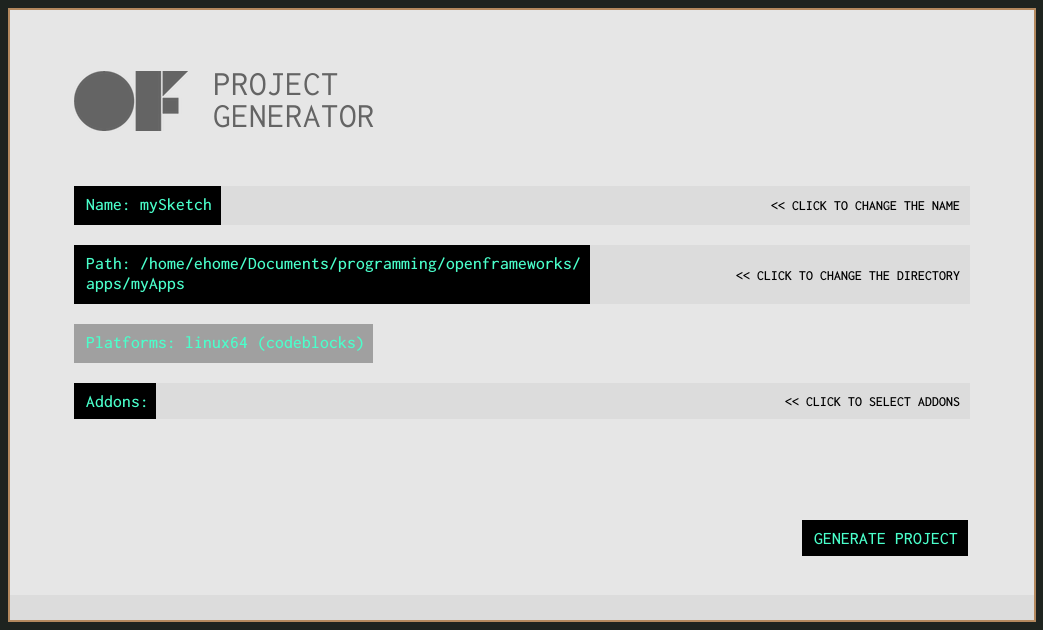 OF PROJECT
GENERATOR
Name: mySketch
<< CLICK TO CHANGE THE NAME
Path: /home/ehome/Documents/programming/openframeworks/
apps/myApps
<< CLICK TO CHANGE THE DIRECTORY
Platforms: linux64 (codeblocks)
Addons:
<< CLICK TO SELECT ADDONS
GENERATE PROJECT